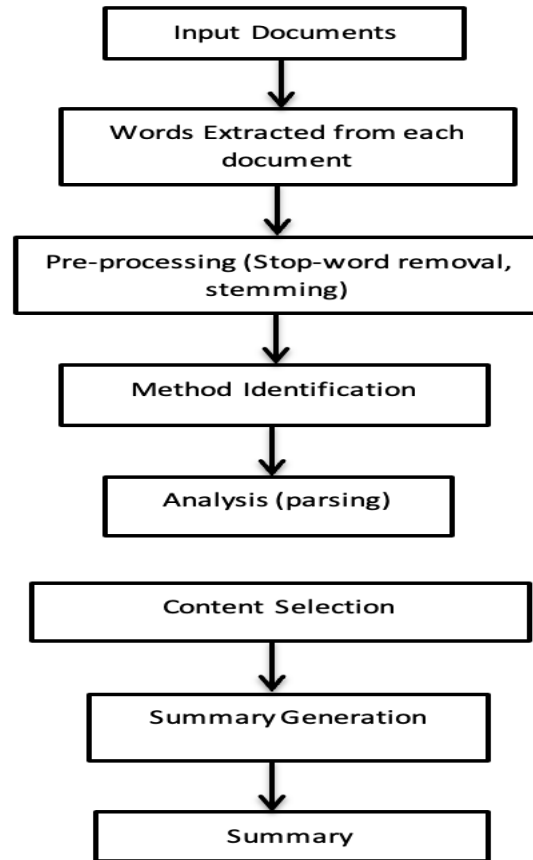 Input Documents
Words Extracted from each
document
Pre-processing (Stop-word removal,
stemming)
Method Identification
Analysis (parsing)
Content Selection
Summary Generation
Summary